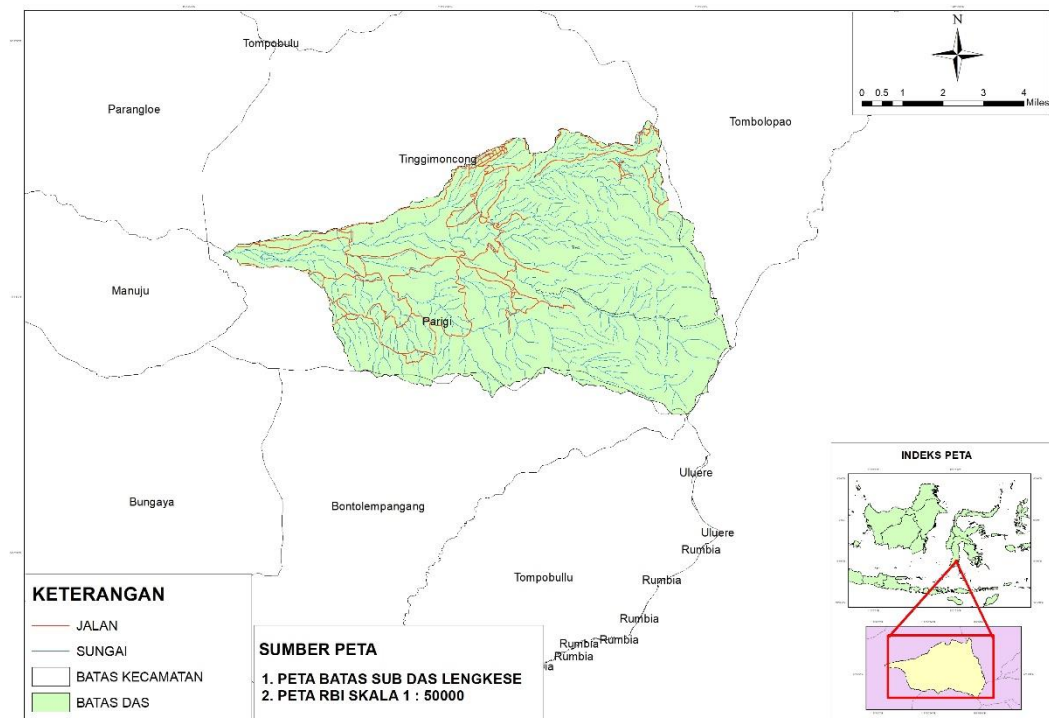 N
0 0.5 1 2 3 4
Miles
Tompobulu
Parangloe
Tombolopao
Tinggimoncong
Manuju
Parigi
Bungaya
Bontolempangang
Uluere
Uluere
Rumbia
Tompobullu
Rumbia
Rumbia
Rumbia
Rumbia
Rumbia
INDEKS PETA
KETERANGAN
JALAN
SUNGAI
BATAS KECAMATAN
BATAS DAS
SUMBER PETA
1. PETA BATAS SUB DAS LENGKESE
2. PETA RBI SKALA 1 : 50000